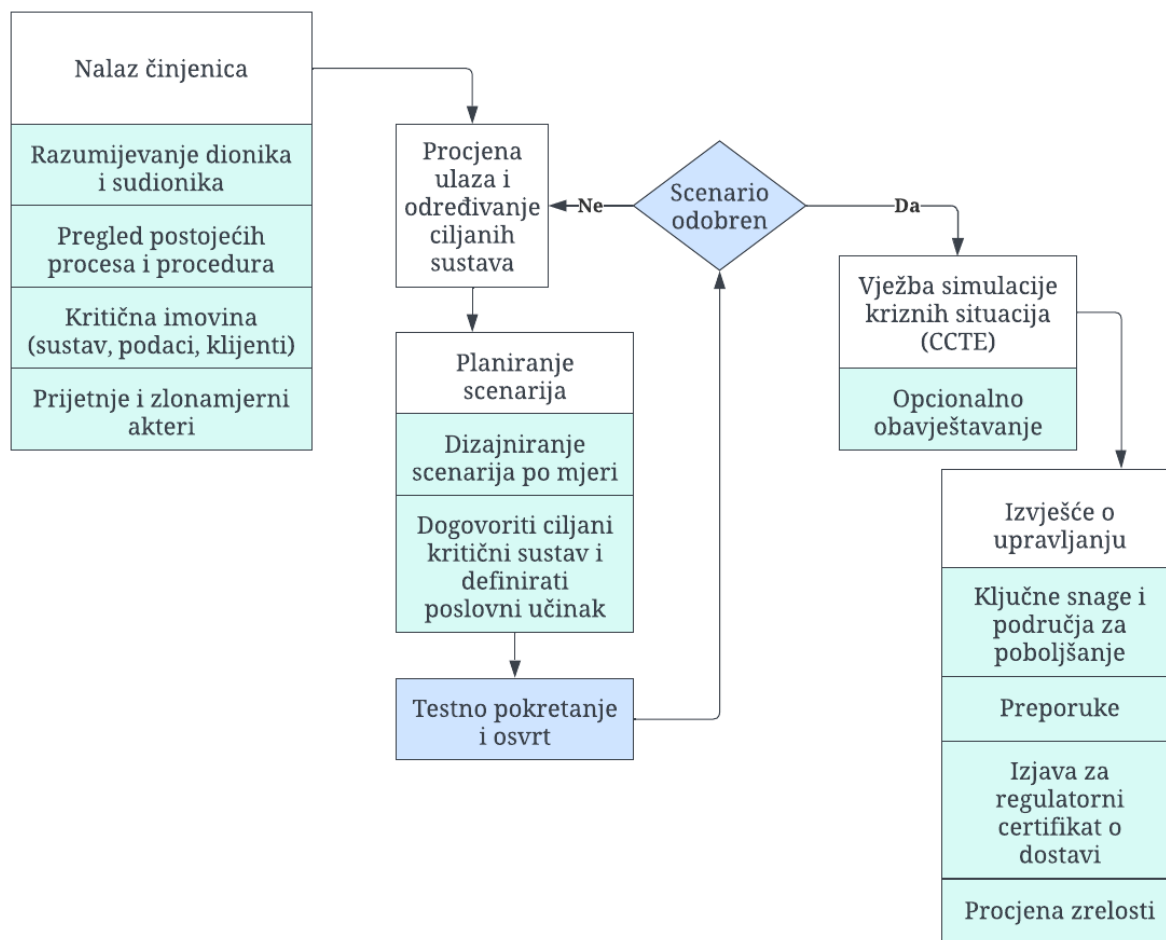 Nalaz činjenica
Razumijevanje dionika
i sudionika
Pregled postojećih
procesa i procedura
Kritična imovina
(sustav, podaci, klijenti)
Prijetnje i zlonamjerni
akteri
Procjena
ulaza i
određivanje
ciljanih
sustava
Planiranje
scenarija
Dizajniranje
scenarija po mjeri
Dogovoriti ciljani
kritični sustav i
definirati
poslovni učinak
Testno pokretanje
i osvrt
Scenario
odobren
Ne
Da
Vježba simulacije
kriznih situacija
(CCTE)
Opcionalno
obavještavanje
Izvješće o
upravljanju
Ključne snage i
područja za
poboljšanje
Preporuke
Izjava za
regulatorni
certifikat o
dostavi
Procjena zrelosti